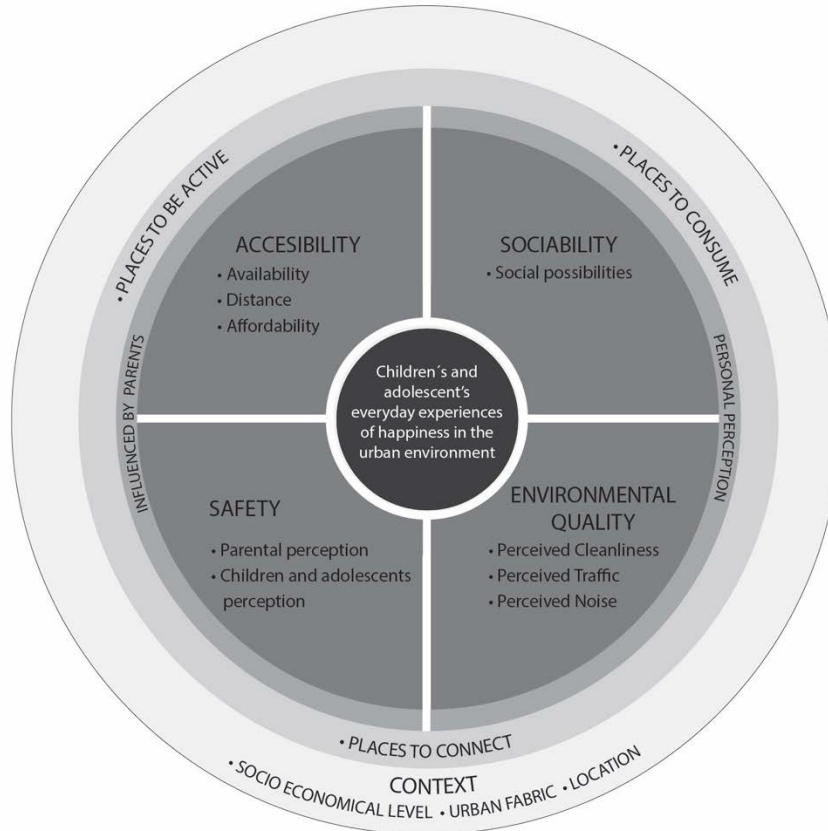 • PLACES TO BE ACTIVE
• PLACES TO CONSUME
ACCESIBILITY
• Availability
• Distance
• Affordability
SOCIABILITY
• Social possibilities
INFLUENCED BY PARENTS
Children´s and
adolescent’s
everyday experiences
of happiness in the
urban environment
PERSONAL PERCEPTION
SAFETY
• Parental perception
• Children and adolescents
perception
ENVIRONMENTAL
QUALITY
• Perceived Cleanliness
• Perceived Traffic
• Perceived Noise
• PLACES TO CONNECT
CONTEXT
• SOCIO ECONOMICAL LEVEL • URBAN FABRIC • LOCATION